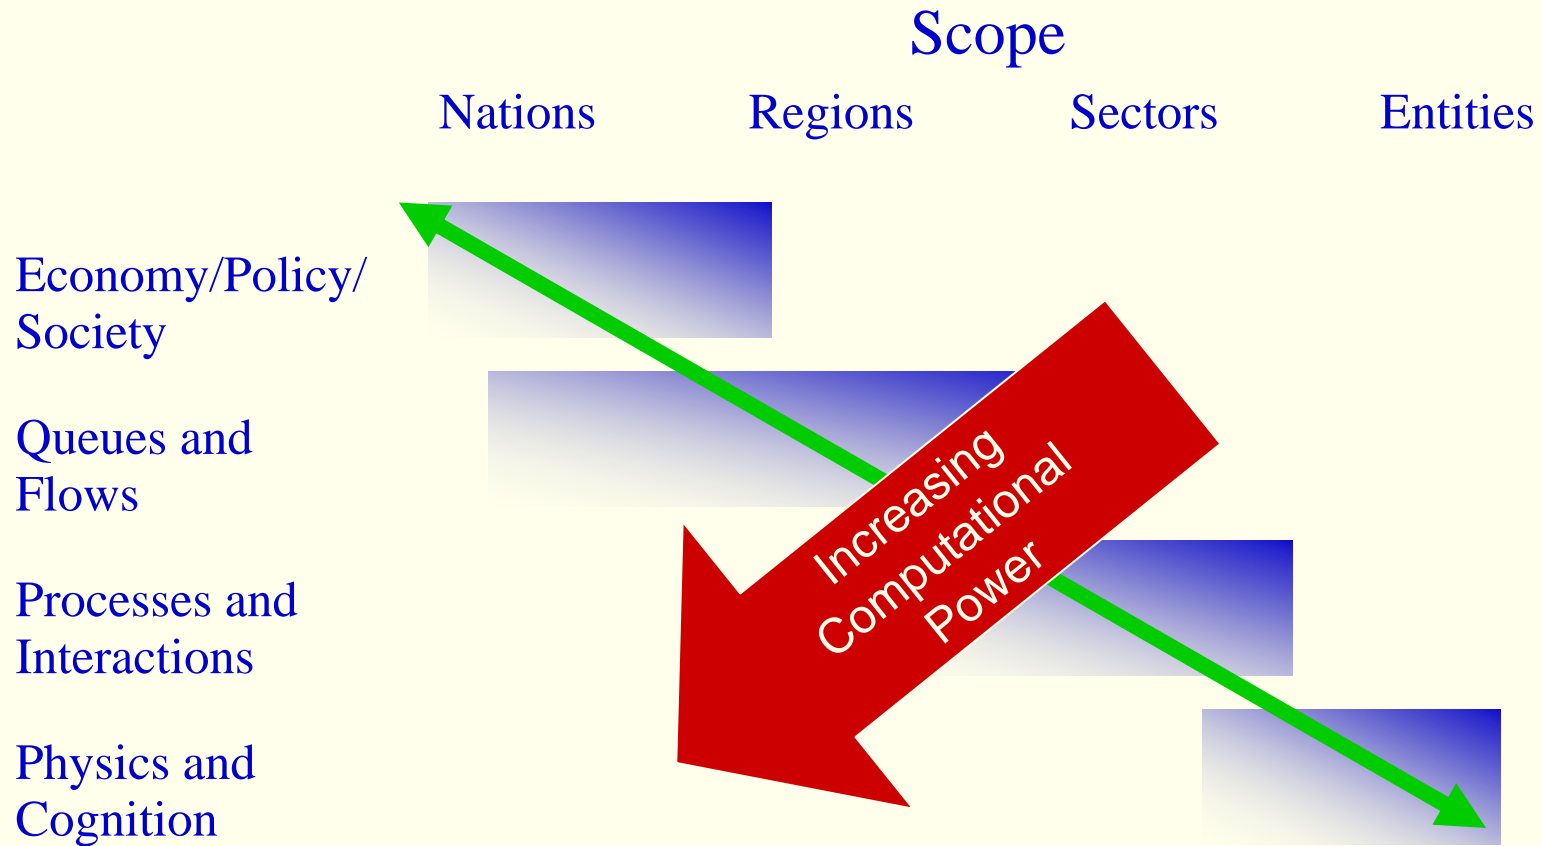 Scope
Nations Regions Sectors Entities
Economy/Policy/
Society
Queues and
Flows
Processes and
Interactions
Physics and
Cognition
Increasing
Computational
Power